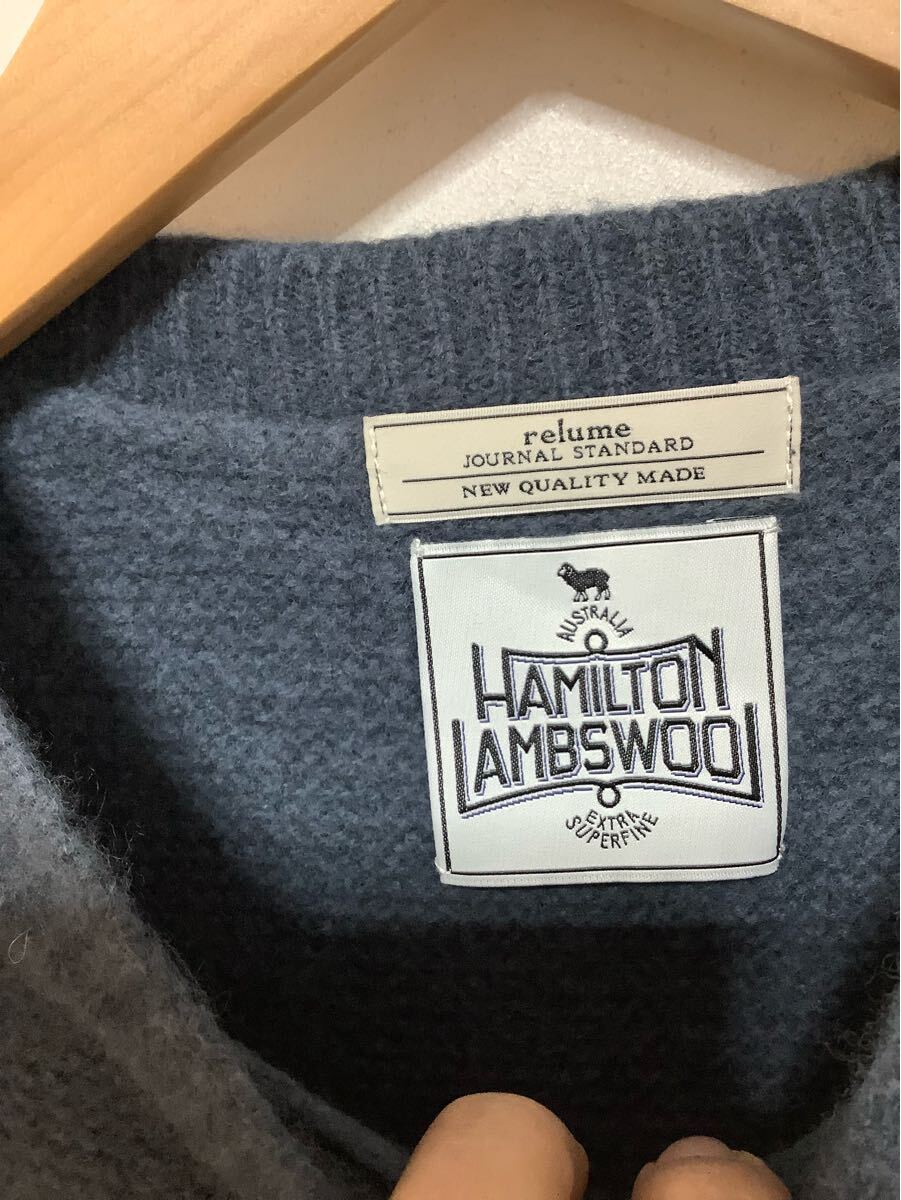 relume
JOURNAL STANDARD
NEW QUALITY MADE
AUSTRALIA
HAMILTON
LAMBSWOOL
EXTRA
SUPERFINE